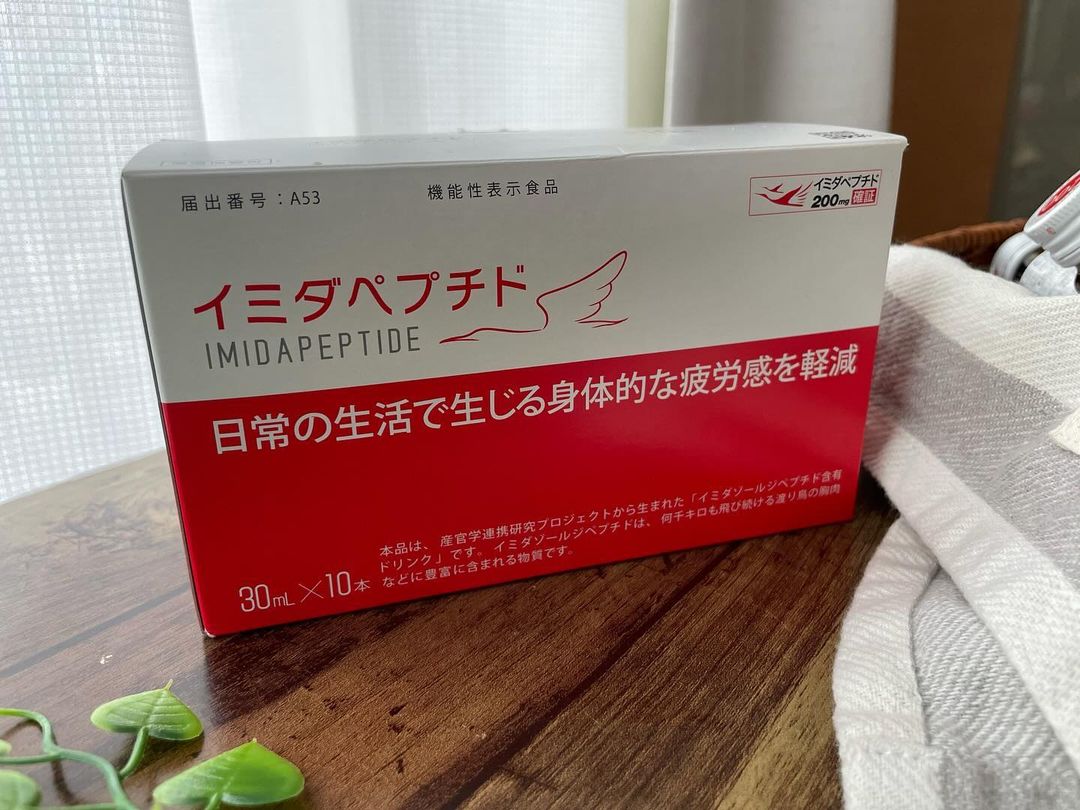 届出番号：A53
機能性表示食品
イミダペプチド
200mg 確証
イミダペプチド
IMIDAPEPTIDE
日常の生活で生じる身体的な疲労感を軽減
本品は、産官学連携研究プロジェクトから生まれた「イミダゾールジペプチド含有
ドリンク」です。イミダゾールジペプチドは、何千キロも飛び続ける渡り鳥の胸肉
などに豊富に含まれる物質です。
30mL×10本